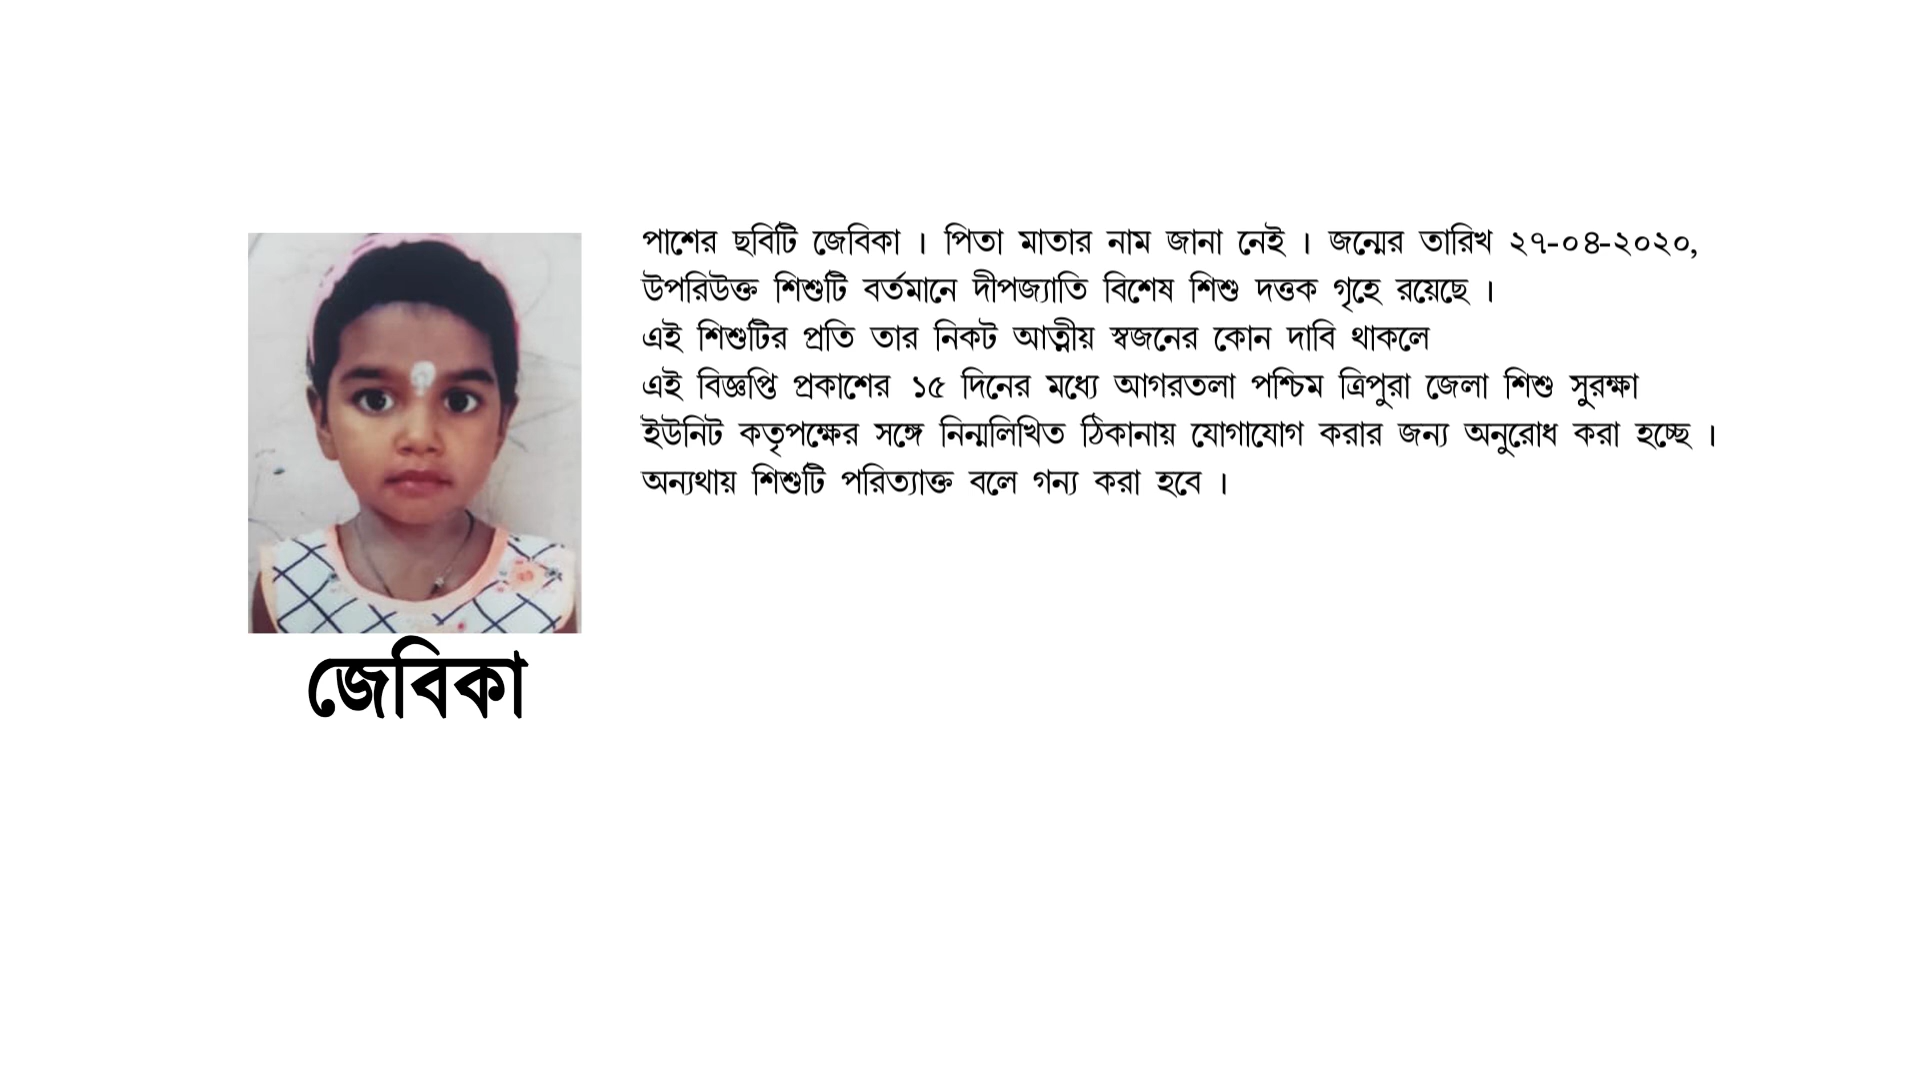 পাশের ছবিটি জেবিকা । পিতা মাতার নাম জানা নেই । জন্মের তারিখ ২৭-০৪-২০২০,
উপরিউক্ত শিশুটি বর্তমানে দীপজ্যাতি বিশেষ শিশু দত্তক গৃহে রয়েছে ।
এই শিশুটির প্রতি তার নিকট আত্নীয় স্বজনের কোন দাবি থাকলে
এই বিজ্ঞপ্তি প্রকাশের ১৫ দিনের মধ্যে আগরতলা পশ্চিম ত্রিপুরা জেলা শিশু সুরক্ষা
ইউনিট কতৃপক্ষের সঙ্গে নিন্মলিখিত ঠিকানায় যোগাযোগ করার জন্য অনুরোধ করা হচ্ছে ।
অন্যথায় শিশুটি পরিত্যাক্ত বলে গন্য করা হবে ।
জেবিকা